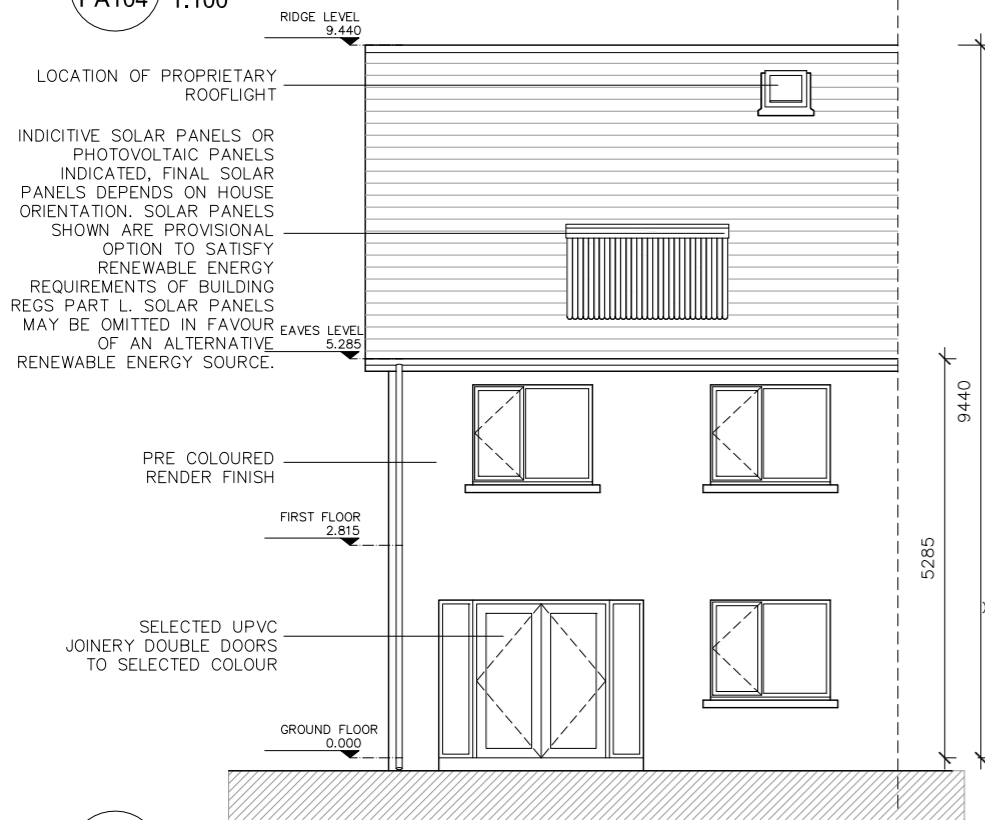 PA104 1:100
RIDGE LEVEL
9.440
LOCATION OF PROPRIETARY
ROOFLIGHT
INDICITIVE SOLAR PANELS OR
PHOTOVOLTAIC PANELS
INDICATED, FINAL SOLAR
PANELS DEPENDS ON HOUSE
ORIENTATION. SOLAR PANELS
SHOWN ARE PROVISIONAL
OPTION TO SATISFY
RENEWABLE ENERGY
REQUIREMENTS OF BUILDING
REGS PART L. SOLAR PANELS
MAY BE OMITTED IN FAVOUR
OF AN ALTERNATIVE
RENEWABLE ENERGY SOURCE.
EAVES LEVEL
5.285
PRE COLOURED
RENDER FINISH
FIRST FLOOR
2.815
SELECTED UPVC
JOINERY DOUBLE DOORS
TO SELECTED COLOUR
GROUND FLOOR
0.000
5285
9440